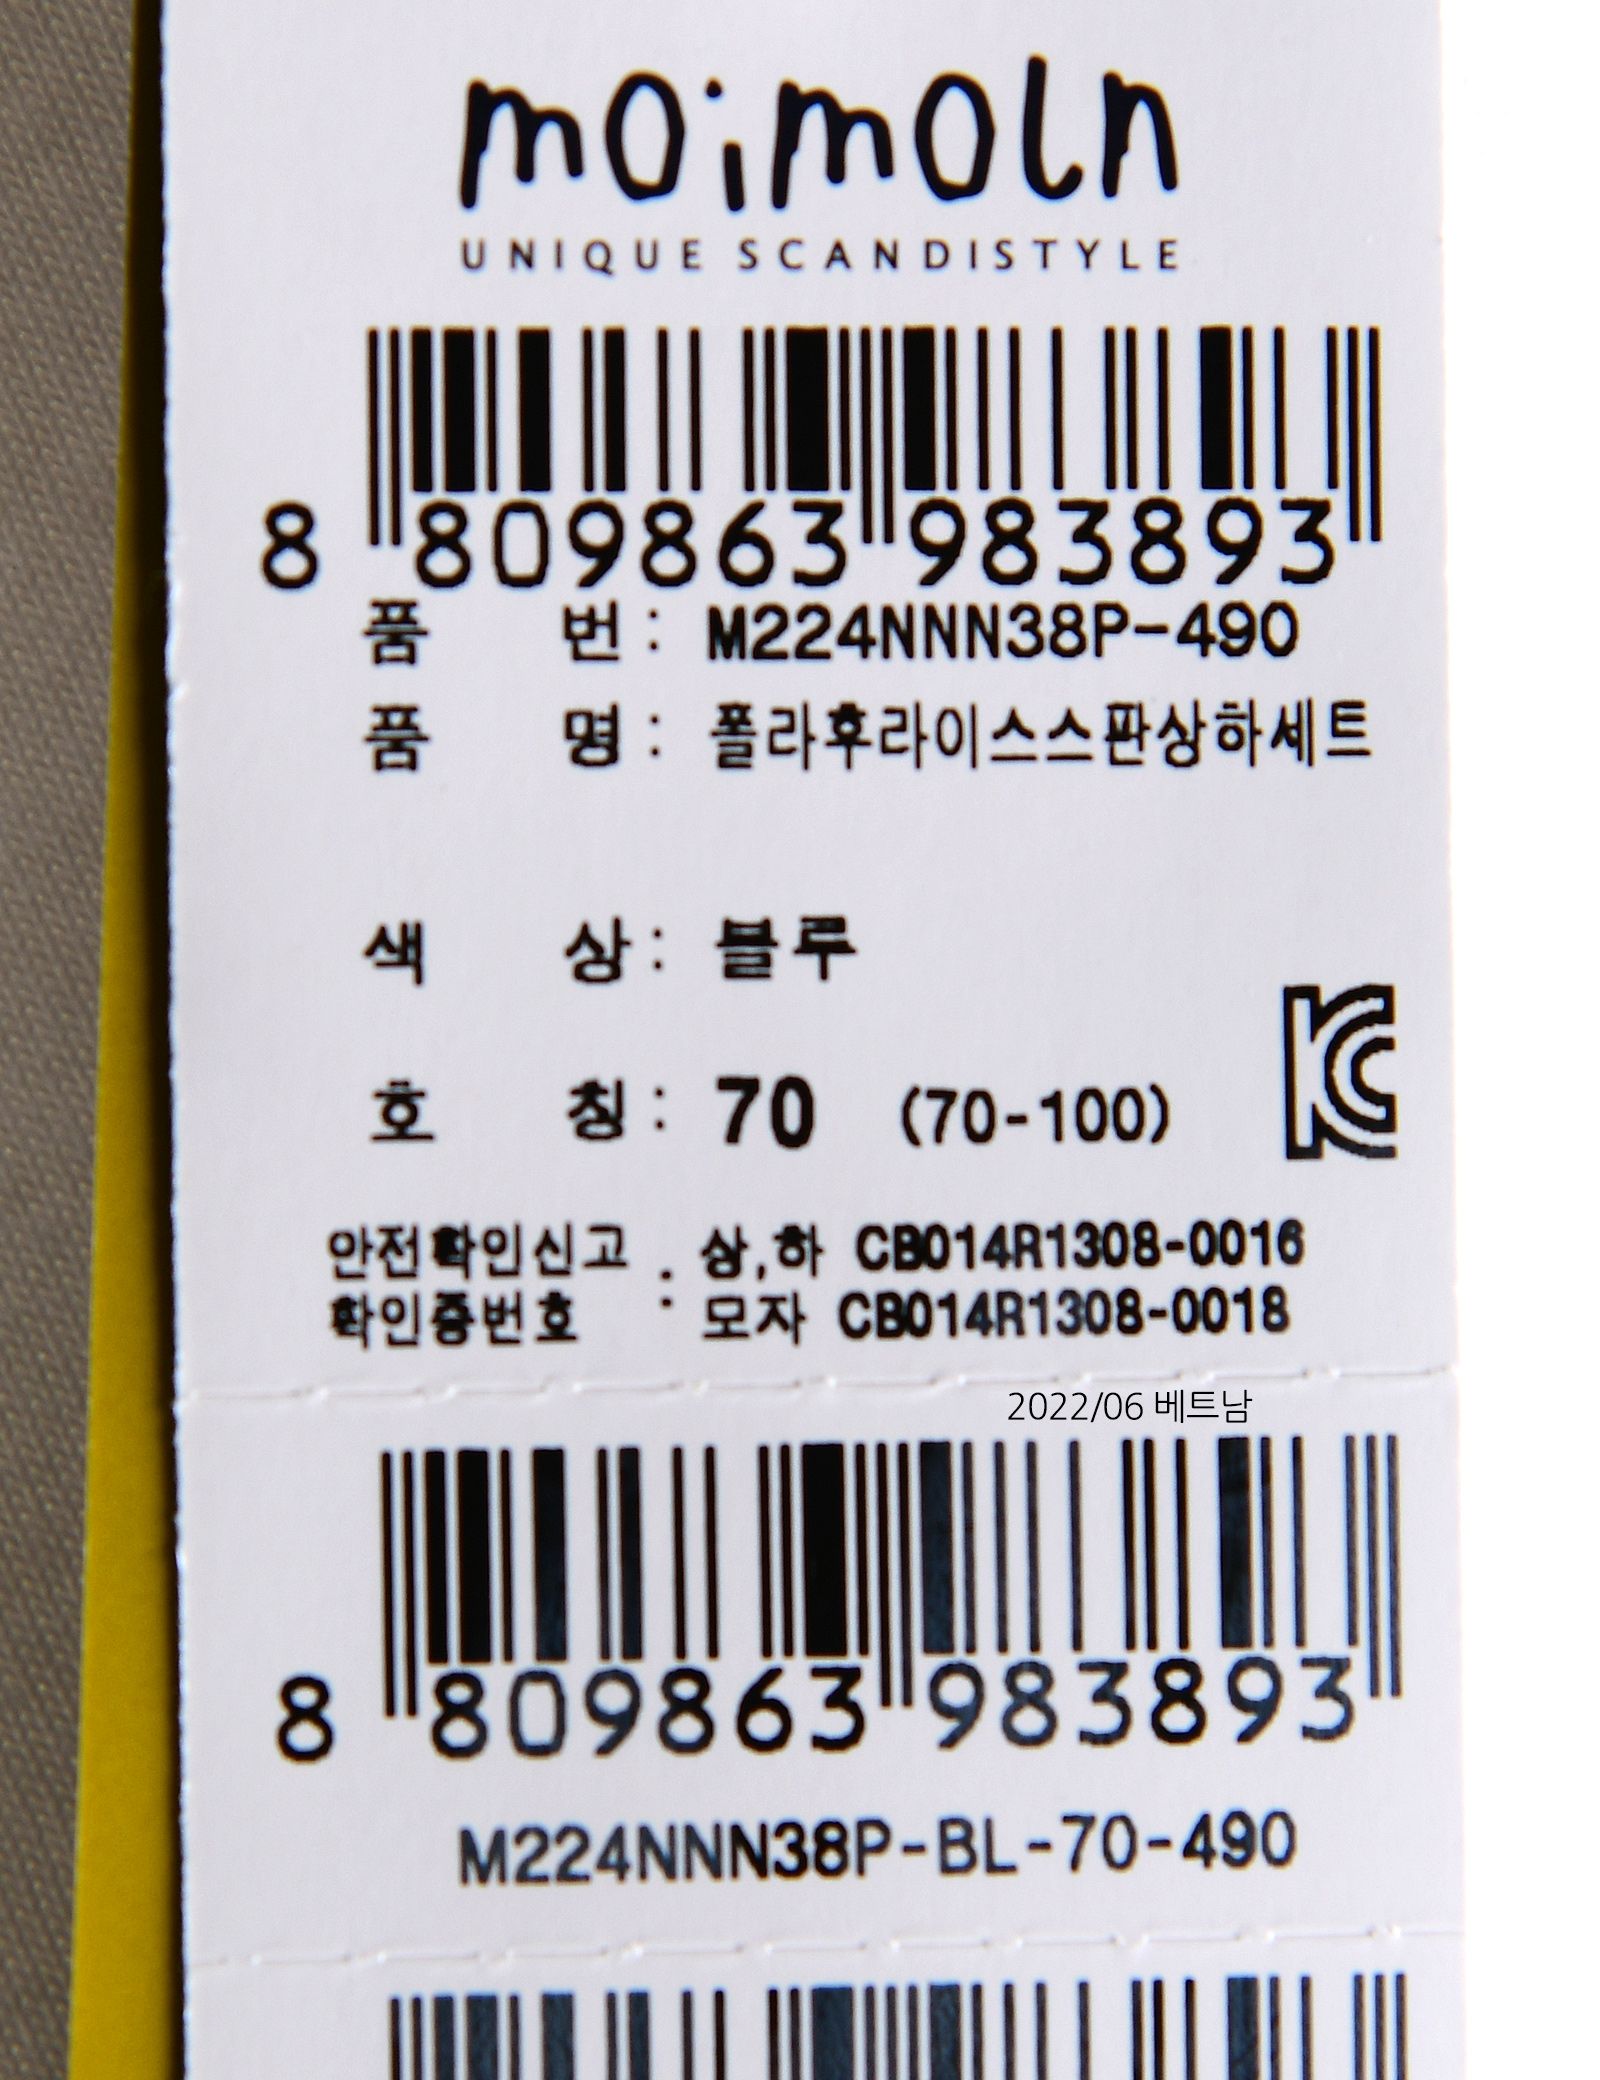 moimoln
UNIQUE SCANDISTYLE
8 809863 983893
품 번 : M224NNN38P-490
품 명 : 폴라후라이스스판상하세트
색 상 : 블루
호 칭 : 70 (70-100)
안전확인신고 확인증번호 : 상,하 CB014R1308-0016
모자 CB014R1308-0018
2022/06 베트남
8 809863 983893
M224NNN38P-BL-70-490